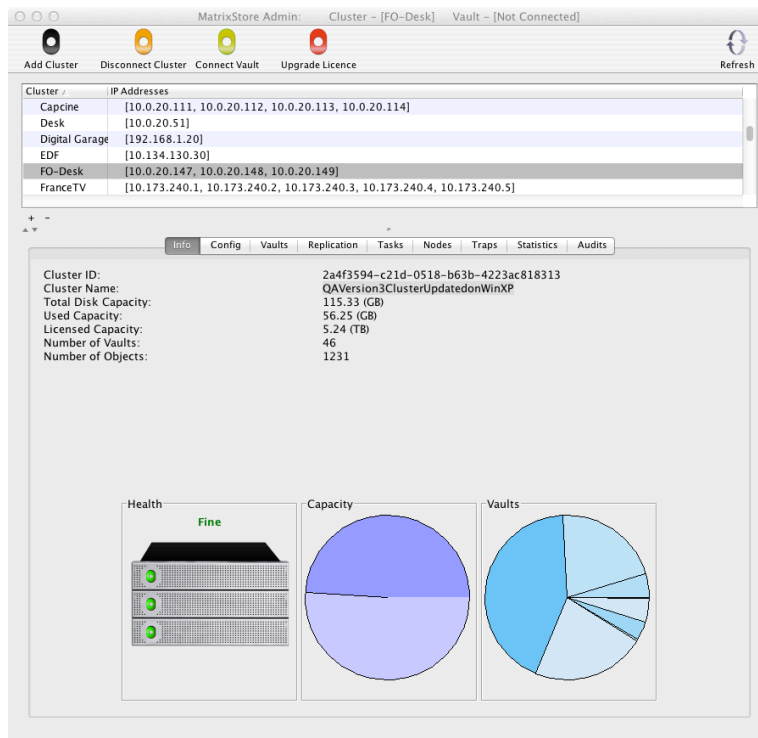 MatrixStore Admin: Cluster - [FO-Desk] Vault - [Not Connected]
Add Cluster Disconnect Cluster Connect Vault Upgrade Licence Refresh
Cluster IP Addresses
Capcine [10.0.20.111, 10.0.20.112, 10.0.20.113, 10.0.20.114]
Desk [10.0.20.51]
Digital Garage [192.168.1.20]
EDF [10.134.130.30]
FO-Desk [10.0.20.147, 10.0.20.148, 10.0.20.149]
FranceTV [10.173.240.1, 10.173.240.2, 10.173.240.3, 10.173.240.4, 10.173.240.5]
+ -
Info Config Vaults Replication Tasks Nodes Traps Statistics Audits
Cluster ID: 2a4f3594-c21d-0518-b63b-4223ac818313
Cluster Name: QAVersion3ClusterUpdatedonWinXP
Total Disk Capacity: 115.33 (GB)
Used Capacity: 56.25 (GB)
Licensed Capacity: 5.24 (TB)
Number of Vaults: 46
Number of Objects: 1231
Health Capacity Vaults
Fine